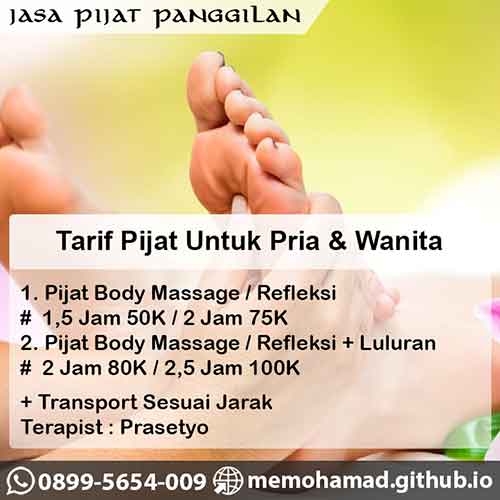 JASA PIJAT PANGGILAN
Tarif Pijat Untuk Pria & Wanita
1. Pijat Body Massage / Refleksi
# 1,5 Jam 50K / 2 Jam 75K
2. Pijat Body Massage / Refleksi + Luluran
# 2 Jam 80K / 2,5 Jam 100K
+ Transport Sesuai Jarak
Terapist : Prasetyo
0899-5654-009 memohamad.github.io